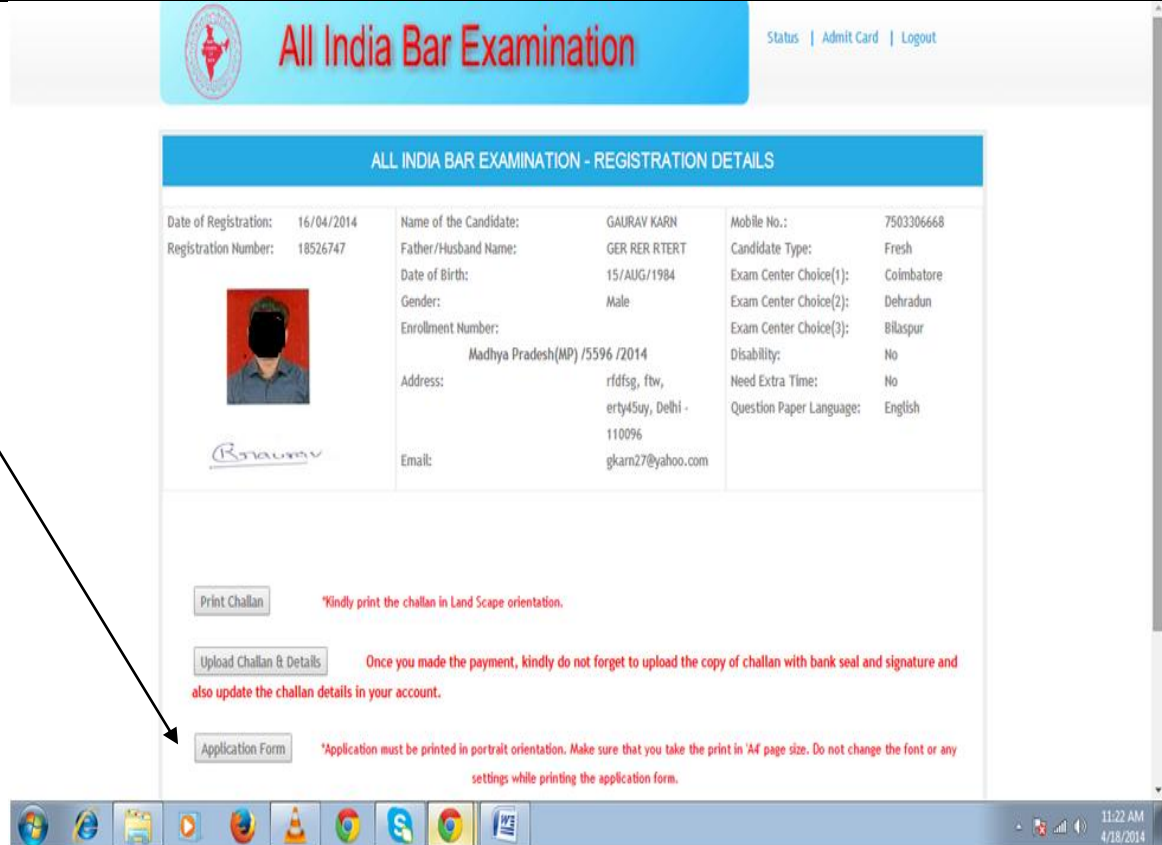 All India Bar Examination
Status | Admit Card | Logout
ALL INDIA BAR EXAMINATION - REGISTRATION DETAILS
Date of Registration: 16/04/2014
Registration Number: 18526747
Name of the Candidate: GAURAV KARN
Father/Husband Name: GER RER RTERT
Date of Birth: 15/AUG/1984
Gender: Male
Enrollment Number:
Madhya Pradesh(MP) /5596 /2014
Address: rfdfsg, ftw,
erty45uy, Delhi -
110096
Email: gkarn27@yahoo.com
Mobile No.: 7503306668
Candidate Type: Fresh
Exam Center Choice(1): Coimbatore
Exam Center Choice(2): Dehradun
Exam Center Choice(3): Bilaspur
Disability: No
Need Extra Time: No
Question Paper Language: English
Print Challan *Kindly print the challan in Land Scape orientation.
Upload Challan & Details Once you made the payment, kindly do not forget to upload the copy of challan with bank seal and signature and
also update the challan details in your account.
Application Form *Application must be printed in portrait orientation. Make sure that you take the print in 'A4' page size. Do not change the font or any
settings while printing the application form.
11:22 AM
4/18/2014